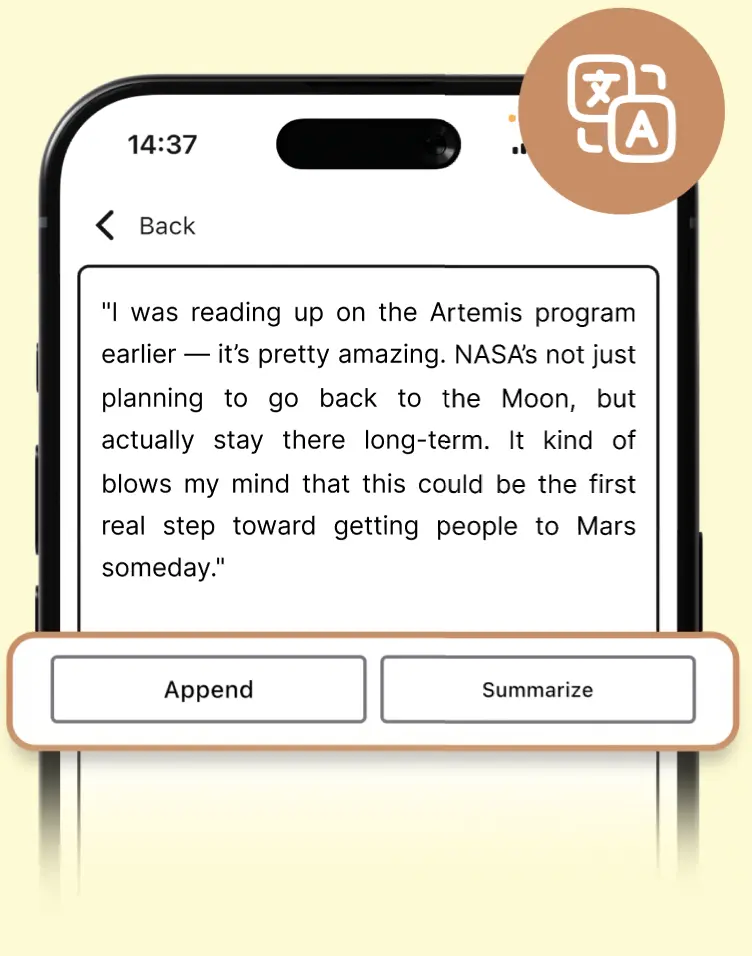 14:37
Back
"I was reading up on the Artemis program
earlier — it’s pretty amazing. NASA’s not just
planning to go back to the Moon, but
actually stay there long-term. It kind of
blows my mind that this could be the first
real step toward getting people to Mars
someday."
Append
Summarize
文
A